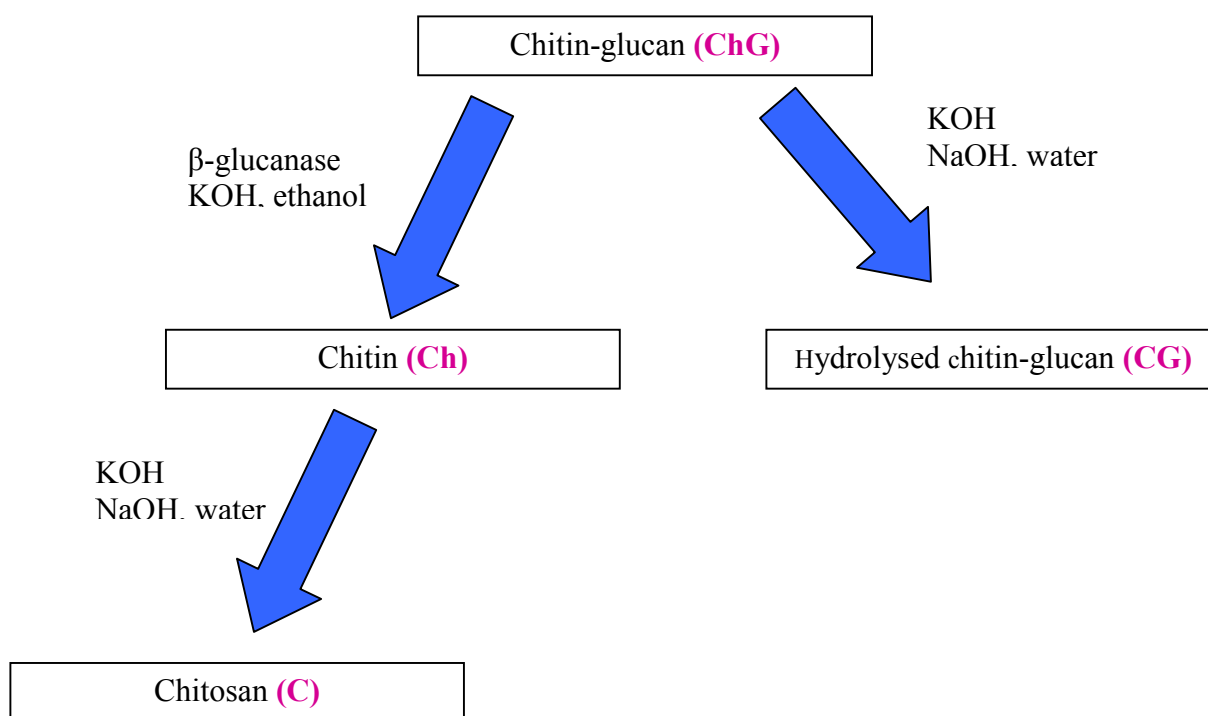 Chitin-glucan (ChG)
β-glucanase
KOH, ethanol
KOH
NaOH, water
Chitin (Ch)
Hydrolysed chitin-glucan (CG)
KOH
NaOH, water
Chitosan (C)